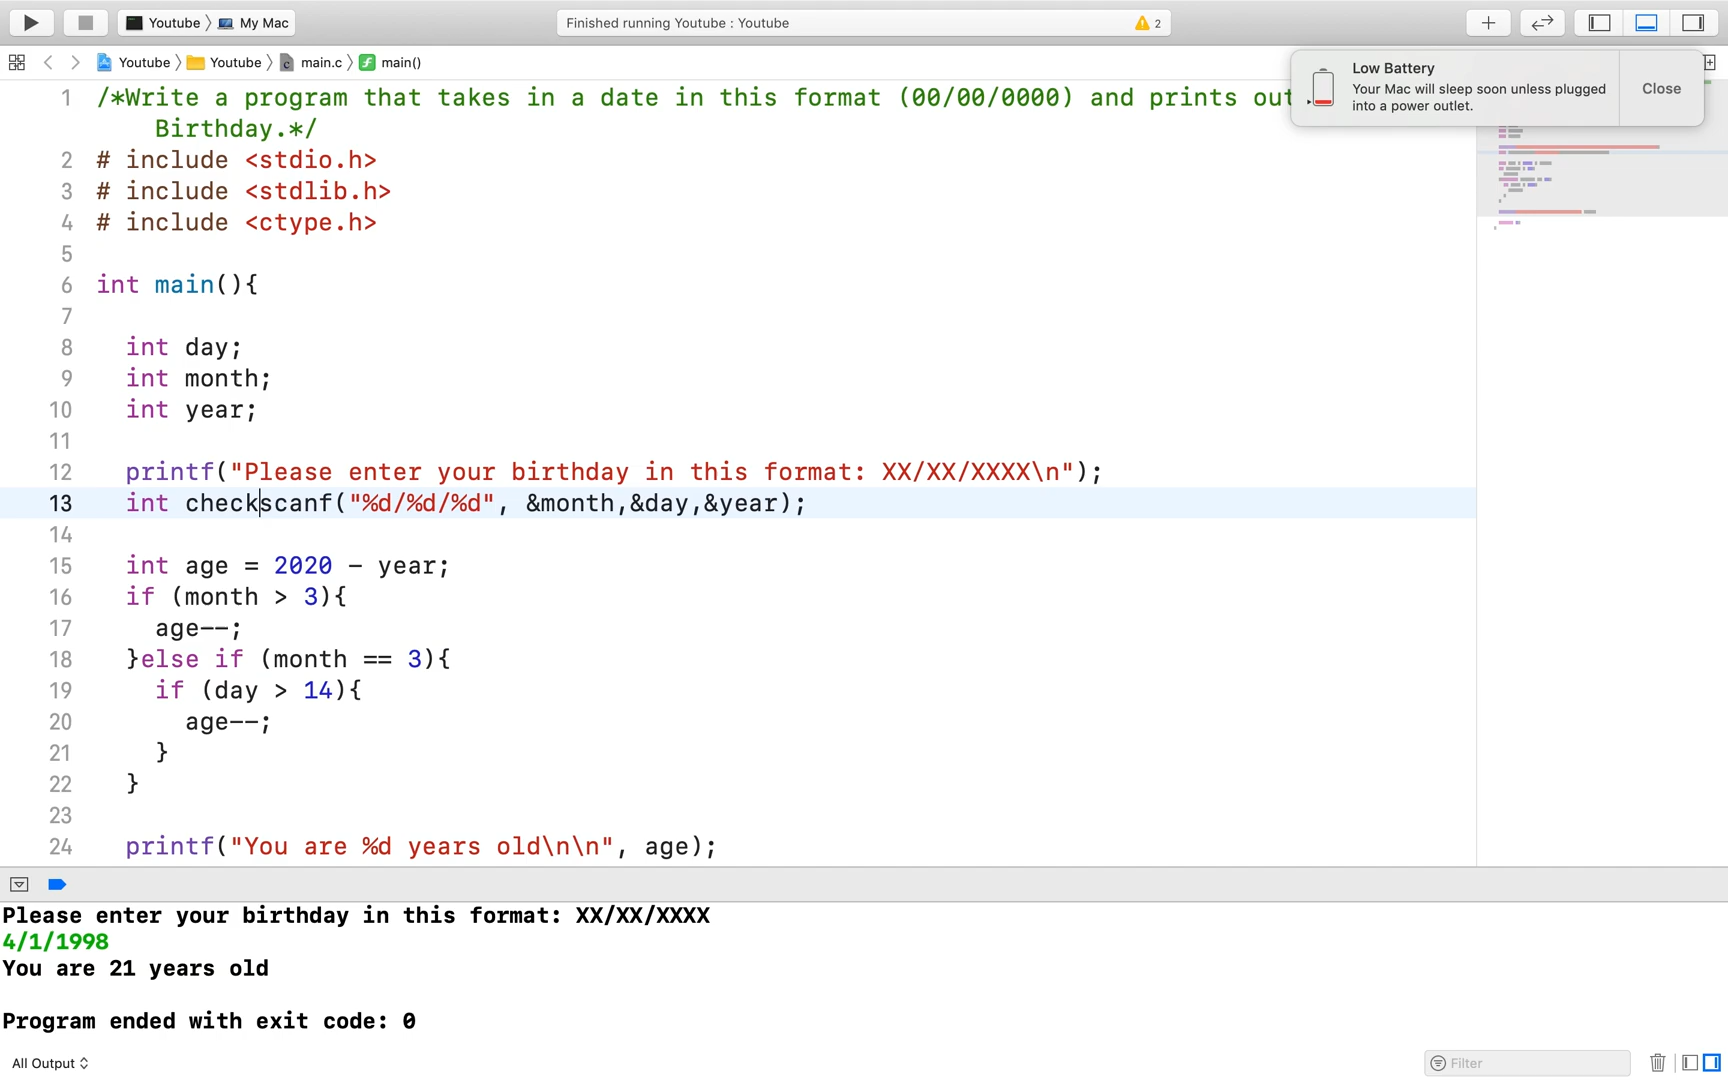 Youtube 〉 My Mac
Finished running Youtube : Youtube
2
Youtube 〉 Youtube 〉 main.c 〉 main()
Low Battery
Your Mac will sleep soon unless plugged
into a power outlet.
Close
1 /*Write a program that takes in a date in this format (00/00/0000) and prints ou
Birthday.*/
2 # include <stdio.h>
3 # include <stdlib.h>
4 # include <ctype.h>
5
6 int main(){
7
8 int day;
9 int month;
10 int year;
11
12 printf("Please enter your birthday in this format: XX/XX/XXXX\n");
13 int checkscanf("%d/%d/%d", &month,&day,&year);
14
15 int age = 2020 - year;
16 if (month > 3){
17 age--;
18 }else if (month == 3){
19 if (day > 14){
20 age--;
21 }
22 }
23
24 printf("You are %d years old\n\n", age);
Please enter your birthday in this format: XX/XX/XXXX
4/1/1998
You are 21 years old
Program ended with exit code: 0
All Output
Filter